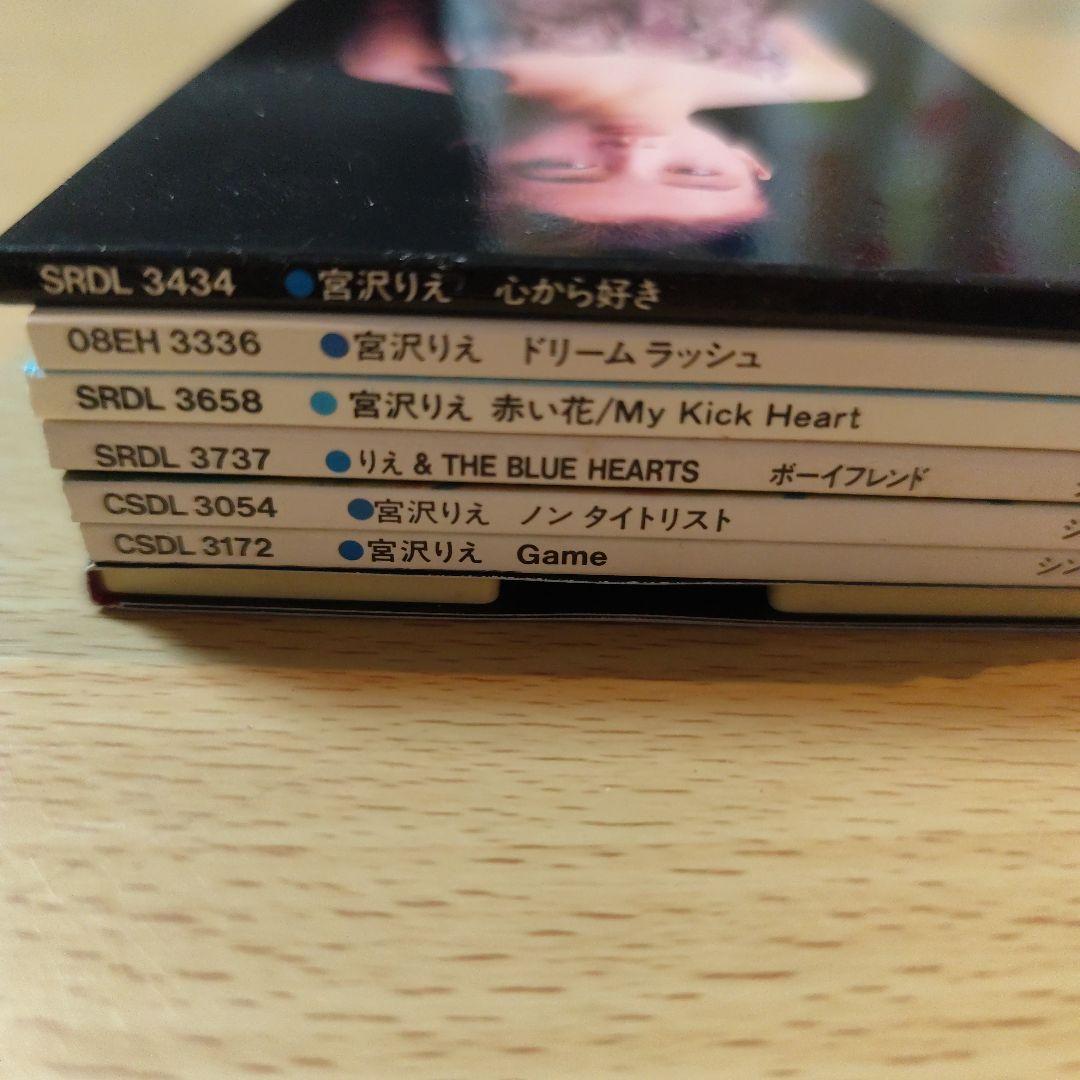 SRDL 3434 ●宮沢りえ 心から好き
08EH 3336 ●宮沢りえ ドリーム ラッシュ
SRDL 3658 ●宮沢りえ 赤い花/My Kick Heart
SRDL 3737 ●りえ & THE BLUE HEARTS ボーイフレンド
CSDL 3054 ●宮沢りえ ノン タイトリスト シ
CSDL 3172 ●宮沢りえ Game シン